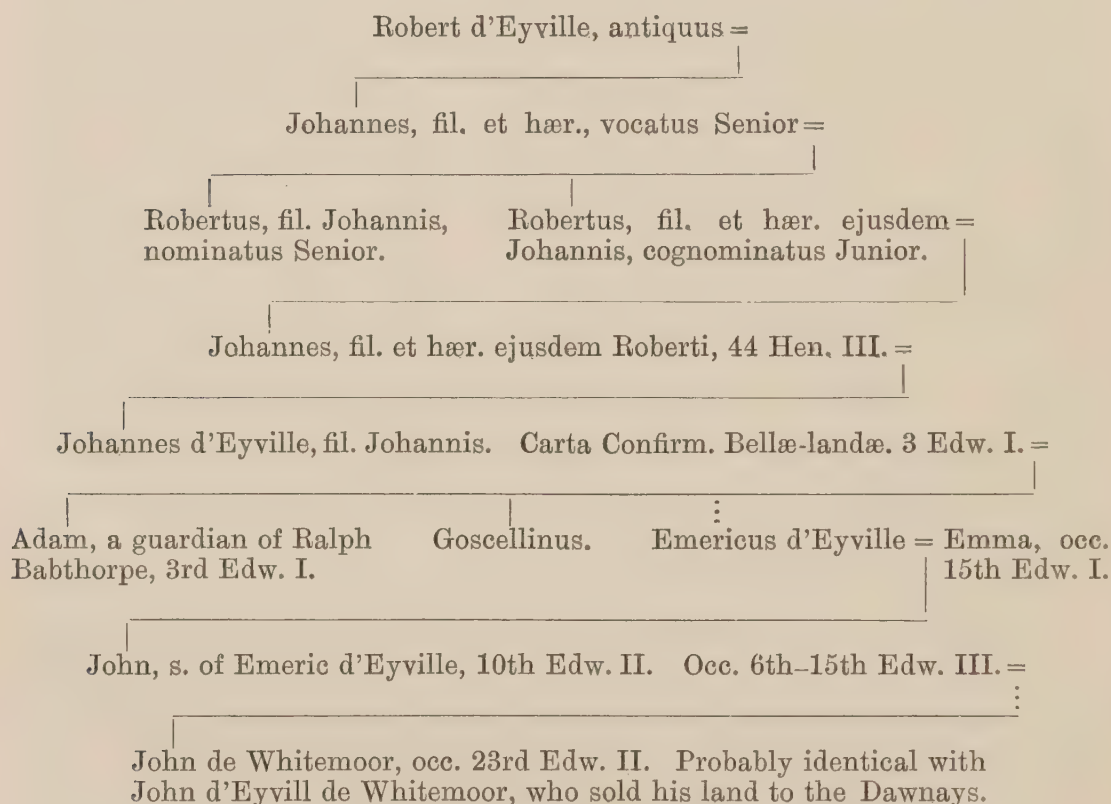 Robert d'Eyville, antiquus =
Johannes, fil. et hær., vocatus Senior =
Robertus, fil. Johannis,
nominatus Senior.
Robertus, fil. et hær. ejusdem =
Johannis, cognominatus Junior.
Johannes, fil. et hær. ejusdem Roberti, 44 Hen. III. =
Johannes d'Eyville, fil. Johannis. Carta Confirm. Bellæ-landæ. 3 Edw. I. =
Adam, a guardian of Ralph
Babthorpe, 3rd Edw. I.
Goscellinus.
Emericus d'Eyville = Emma, occ.
15th Edw. I.
John, s. of Emeric d'Eyville, 10th Edw. II. Occ. 6th–15th Edw. III. =
John de Whitemoor, occ. 23rd Edw. II. Probably identical with
John d'Eyvill de Whitemoor, who sold his land to the Dawnays.